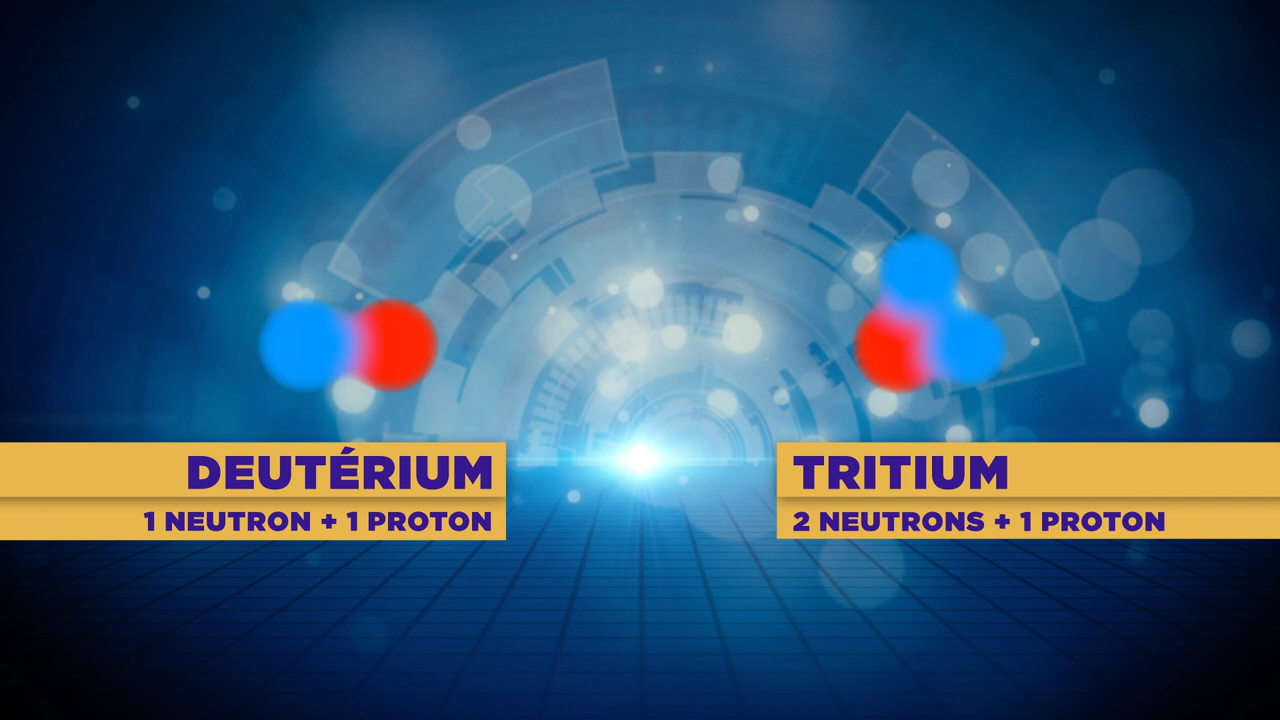 DEUTÉRIUM
1 NEUTRON + 1 PROTON
TRITIUM
2 NEUTRONS + 1 PROTON